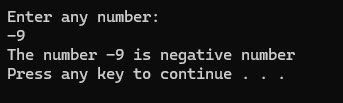 Enter any number:
-9
The number -9 is negative number
Press any key to continue . . .